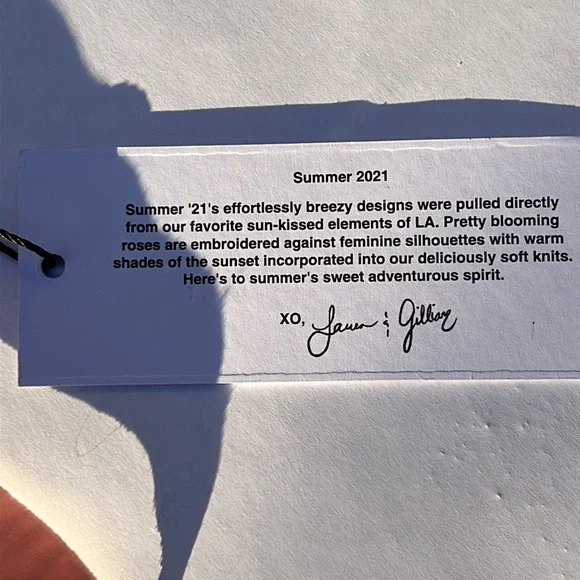 Summer 2021
Summer '21's effortlessly breezy designs were pulled directly
from our favorite sun-kissed elements of LA. Pretty blooming
roses are embroidered against feminine silhouettes with warm
shades of the sunset incorporated into our deliciously soft knits.
Here's to summer's sweet adventurous spirit.
XO, Lauren & Gillian